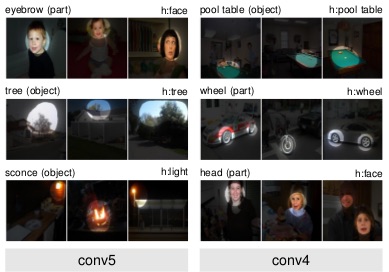 eyebrow (part) h:face
pool table (object) h:pool table
tree (object) h:tree
wheel (part) h:wheel
sconce (object) h:light
head (part) h:face
conv5
conv4